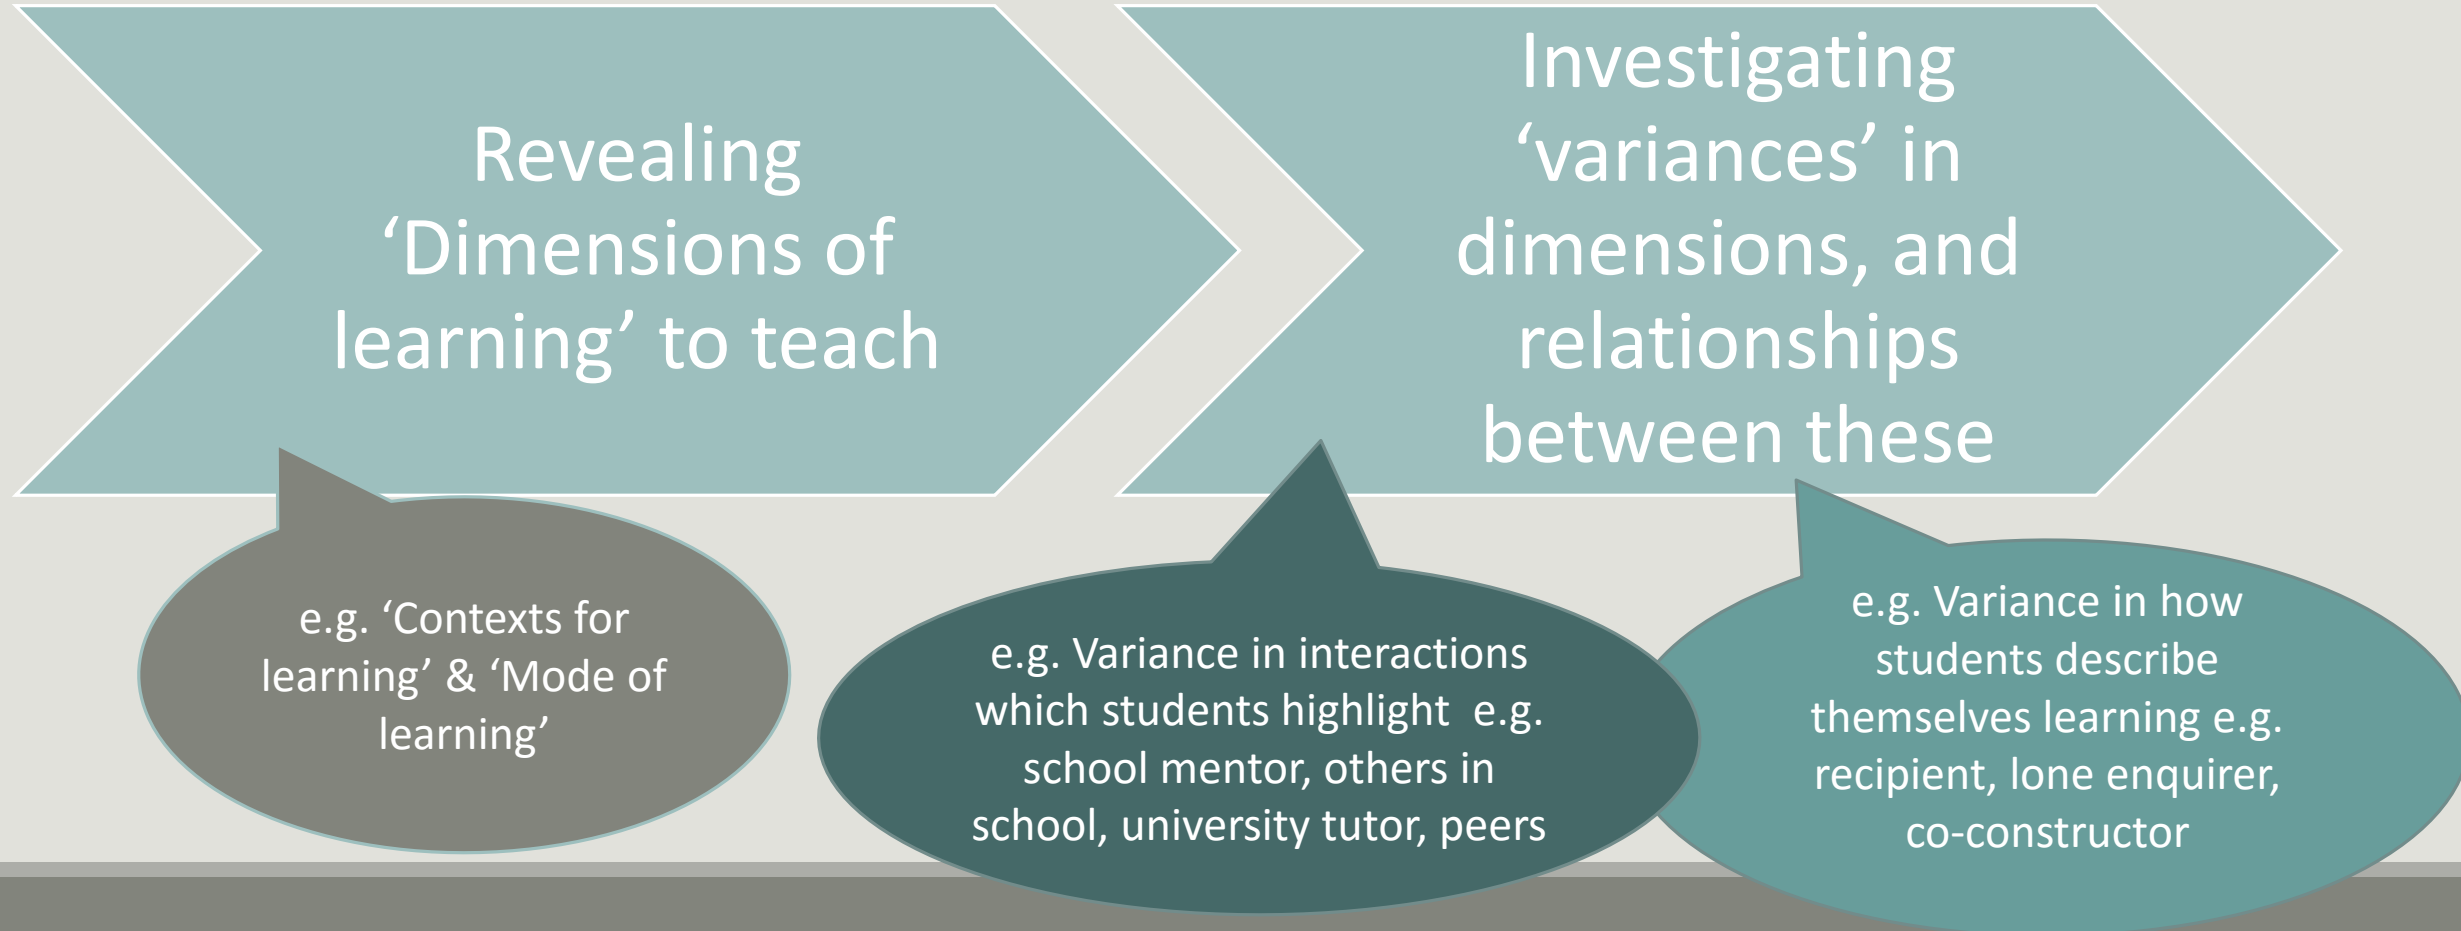 Revealing
‘Dimensions of
learning’ to teach
Investigating
‘variances’ in
dimensions, and
relationships
between these
e.g. ‘Contexts for
learning’ & ‘Mode of
learning’
e.g. Variance in interactions
which students highlight  e.g.
school mentor, others in
school, university tutor, peers
e.g. Variance in how
students describe
themselves learning e.g.
recipient, lone enquirer,
co-constructor